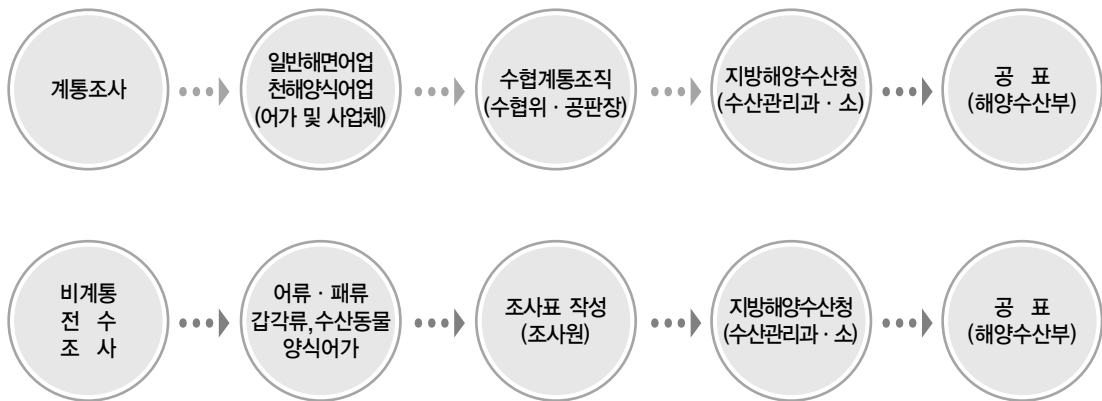 계통조사
일반해면어업
천해양식어업
(어가 및 사업체)
수협계통조직
(수협위 · 공판장)
지방해양수산청
(수산관리과 · 소)
공 표
(해양수산부)
비계통
전 수
조 사
어류 · 패류
갑각류,수산동물
양식어가
조사표 작성
(조사원)
지방해양수산청
(수산관리과 · 소)
공 표
(해양수산부)